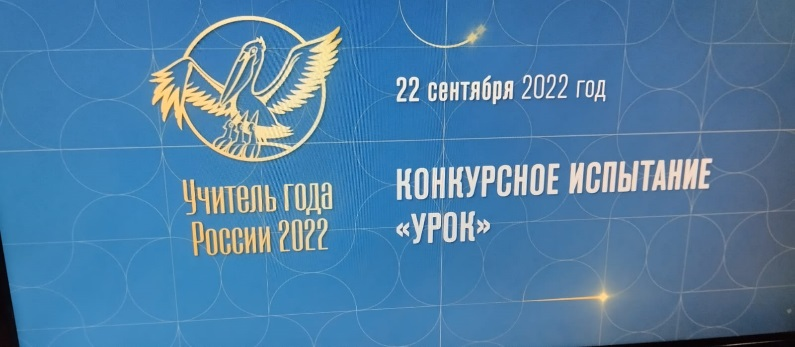 Учитель года
России 2022
22 сентября 2022 год
КОНКУРСНОЕ ИСПЫТАНИЕ
«УРОК»